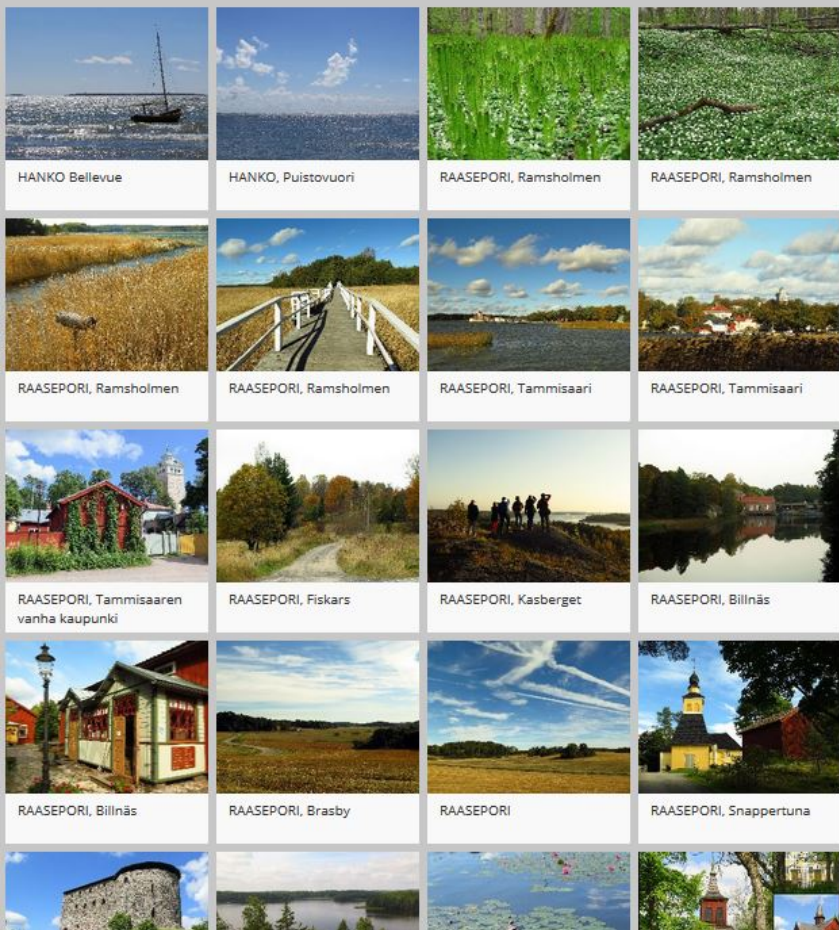 HANKO Bellevue
HANKO, Puistovuori
RAASEPORI, Ramsholmen
RAASEPORI, Ramsholmen
RAASEPORI, Ramsholmen
RAASEPORI, Ramsholmen
RAASEPORI, Tammisaari
RAASEPORI, Tammisaari
RAASEPORI, Tammisaaren
vanha kaupunki
RAASEPORI, Fiskars
RAASEPORI, Kasberget
RAASEPORI, Billnäs
RAASEPORI, Billnäs
RAASEPORI, Brasby
RAASEPORI
RAASEPORI, Snappertuna